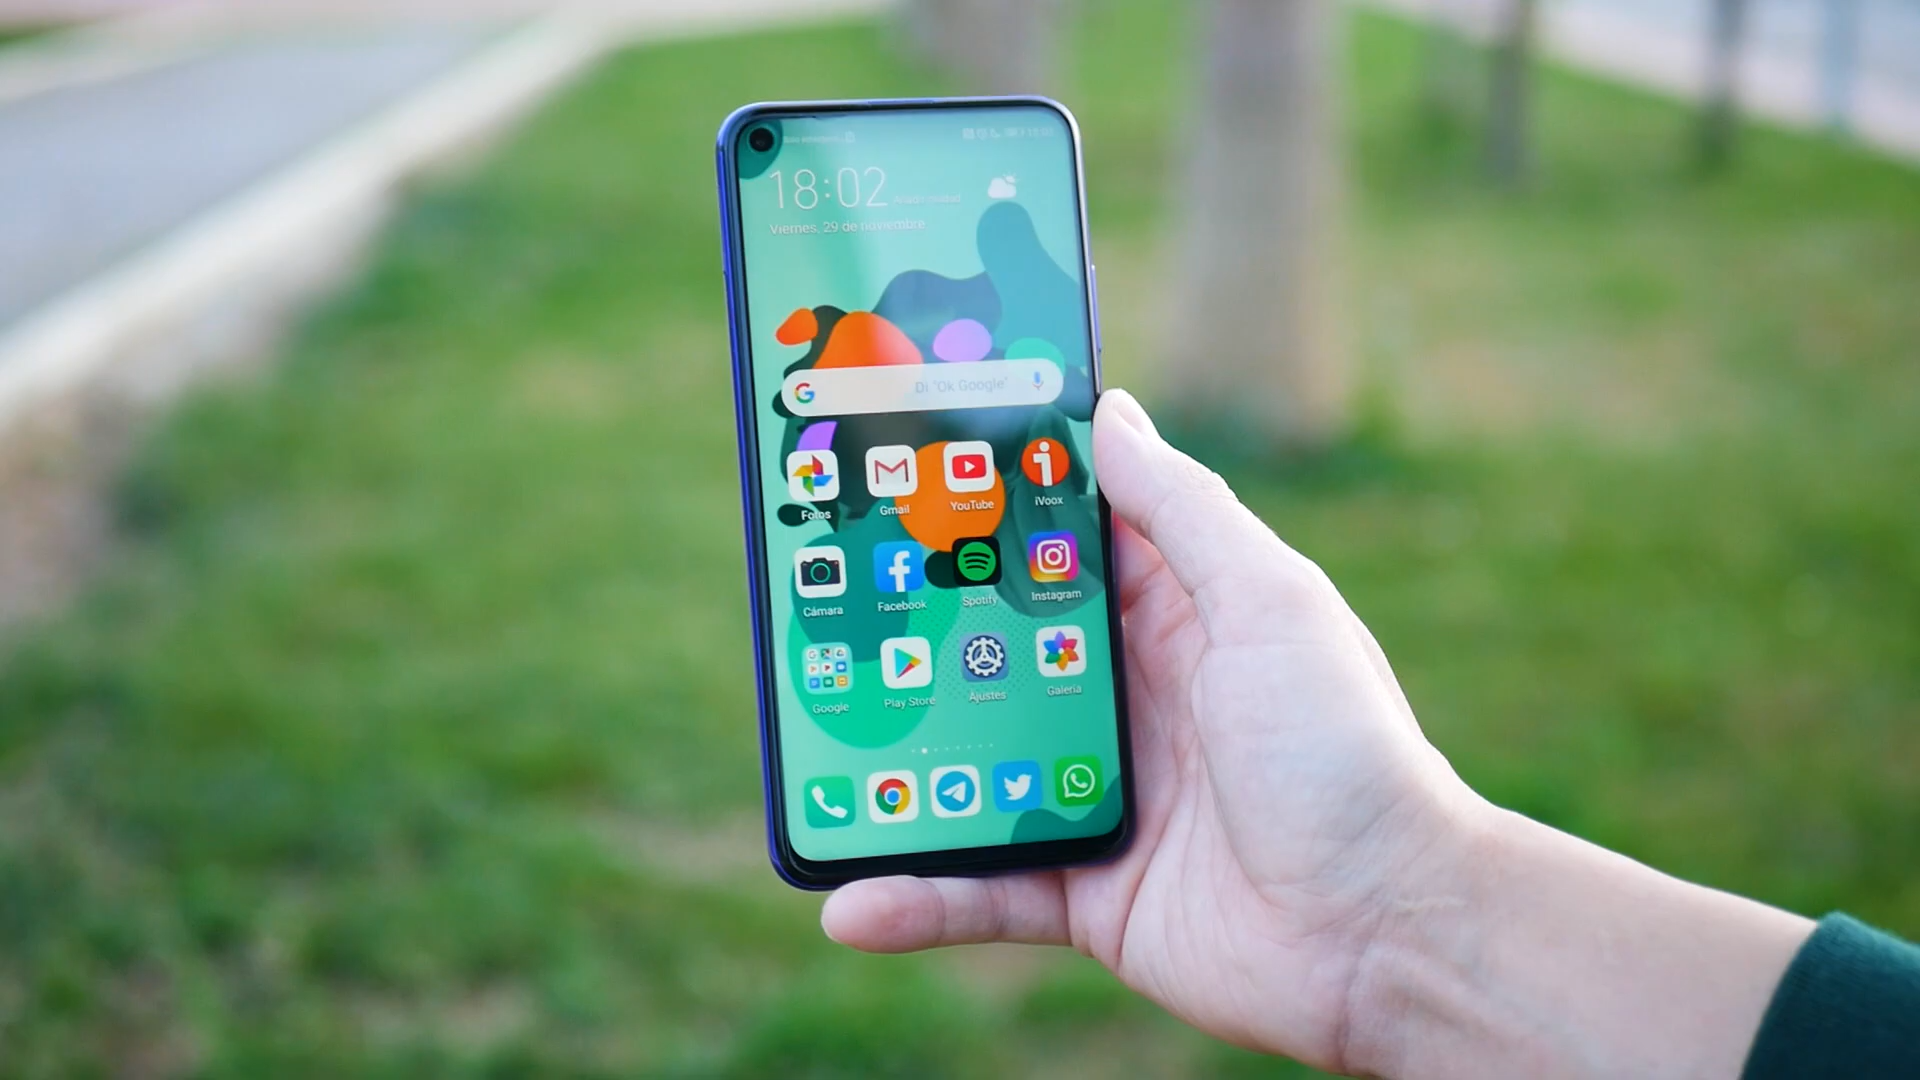 18:02
Viernes, 29 de noviembre
Di "Ok Google"
Fotos Gmail YouTube iVoox
Cámara Facebook Spotify Instagram
Google Play Store Ajustes Galería